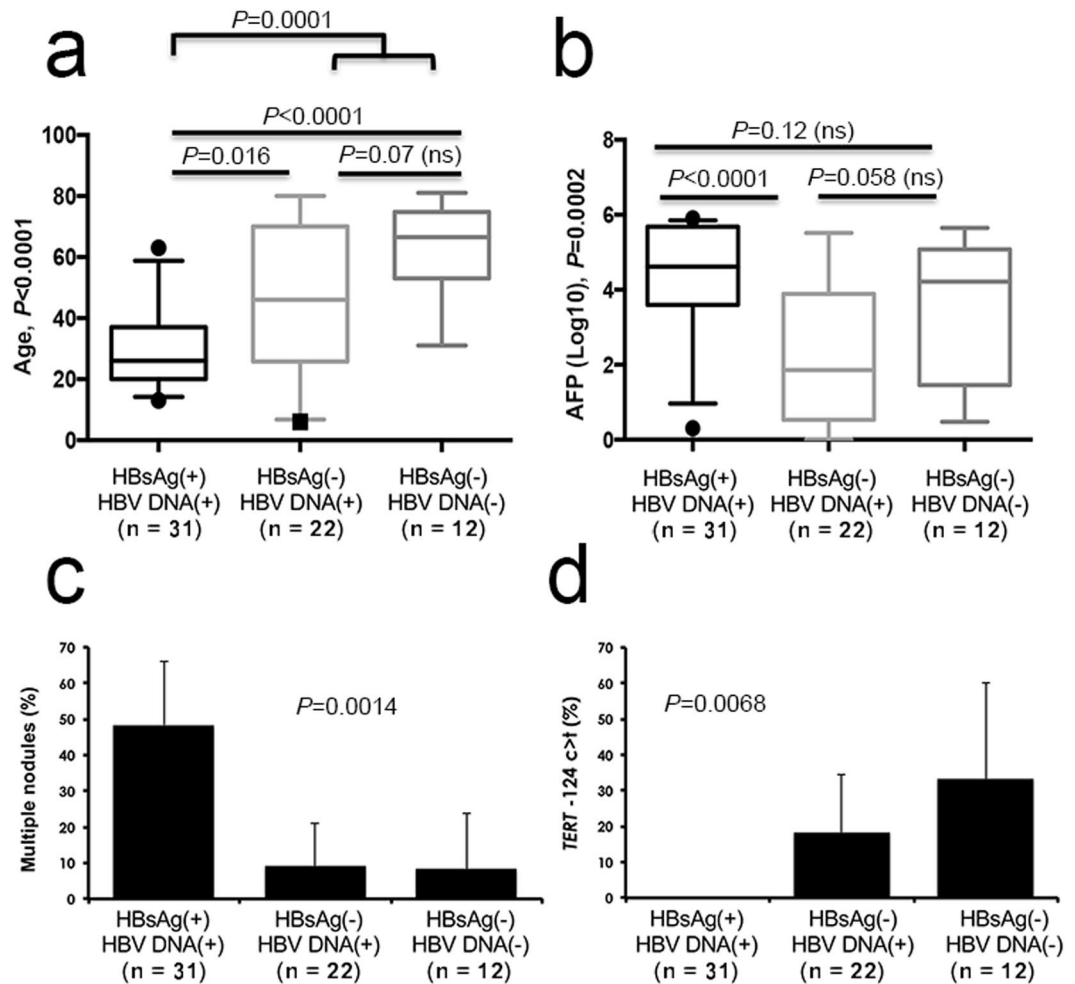 a
P=0.0001
P<0.0001
P=0.016
P=0.07 (ns)
Age, P<0.0001
100
80
60
40
20
0
HBsAg(+)
HBV DNA(+)
(n = 31)
HBsAg(-)
HBV DNA(+)
(n = 22)
HBsAg(-)
HBV DNA(-)
(n = 12)
b
P=0.12 (ns)
P<0.0001
P=0.058 (ns)
AFP (Log10), P=0.0002
8
6
4
2
0
HBsAg(+)
HBV DNA(+)
(n = 31)
HBsAg(-)
HBV DNA(+)
(n = 22)
HBsAg(-)
HBV DNA(-)
(n = 12)
c
P=0.0014
Multiple nodules (%)
70
60
50
40
30
20
10
0
HBsAg(+)
HBV DNA(+)
(n = 31)
HBsAg(-)
HBV DNA(+)
(n = 22)
HBsAg(-)
HBV DNA(-)
(n = 12)
d
P=0.0068
TERT -124 c>t (%)
70
60
50
40
30
20
10
0
HBsAg(+)
HBV DNA(+)
(n = 31)
HBsAg(-)
HBV DNA(+)
(n = 22)
HBsAg(-)
HBV DNA(-)
(n = 12)